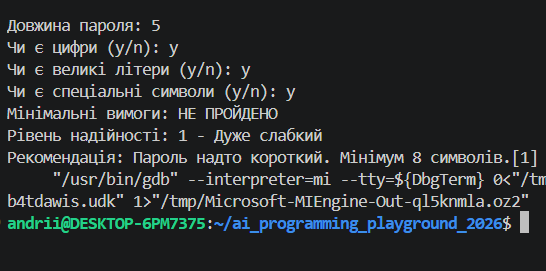 Довжина пароля: 5
Чи є цифри (y/n): y
Чи є великі літери (y/n): y
Чи є спеціальні символи (y/n): y
Мінімальні вимоги: НЕ ПРОЙДЕНО
Рівень надійності: 1 - Дуже слабкий
Рекомендація: Пароль надто короткий. Мінімум 8 символів.[1]
"/usr/bin/gdb" --interpreter=mi --tty=${DbgTerm} 0<"/tm
b4tdawis.udk" 1>"/tmp/Microsoft-MIEngine-Out-ql5knmla.oz2"
andrii@DESKTOP-6PM7375:~/ai_programming_playground_2026$